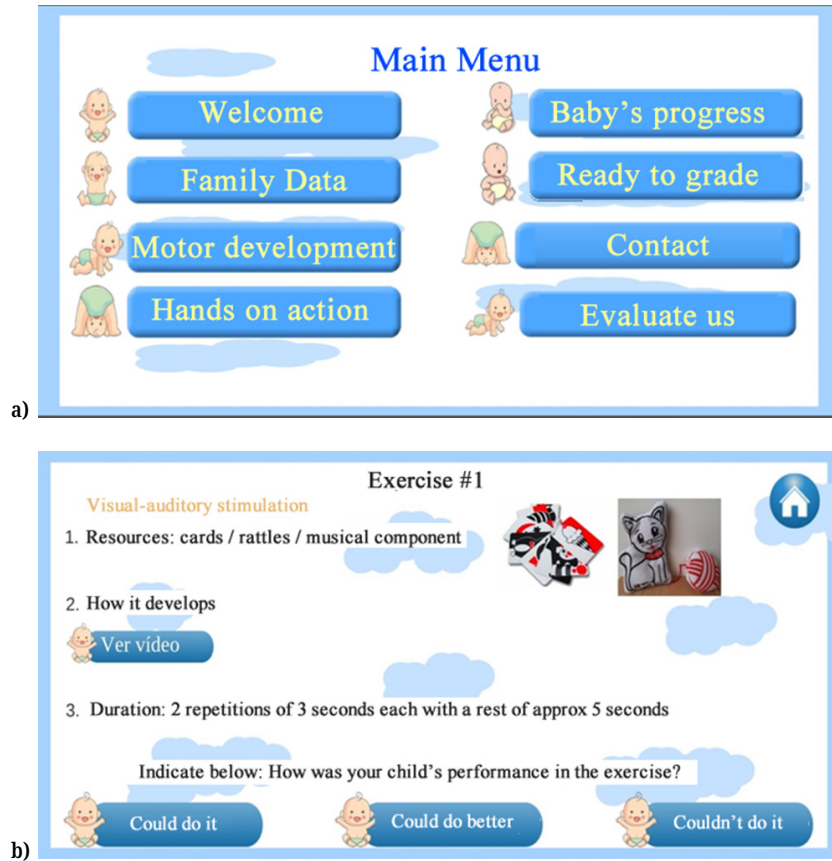 Main Menu
Welcome
Family Data
Motor development
Hands on action
Baby's progress
Ready to grade
Contact
Evaluate us
a)
Exercise #1
Visual-auditory stimulation
1. Resources: cards / rattles / musical component
2. How it develops
Ver vídeo
3. Duration: 2 repetitions of 3 seconds each with a rest of approx 5 seconds
Indicate below: How was your child's performance in the exercise?
Could do it
Could do better
Couldn't do it
b)